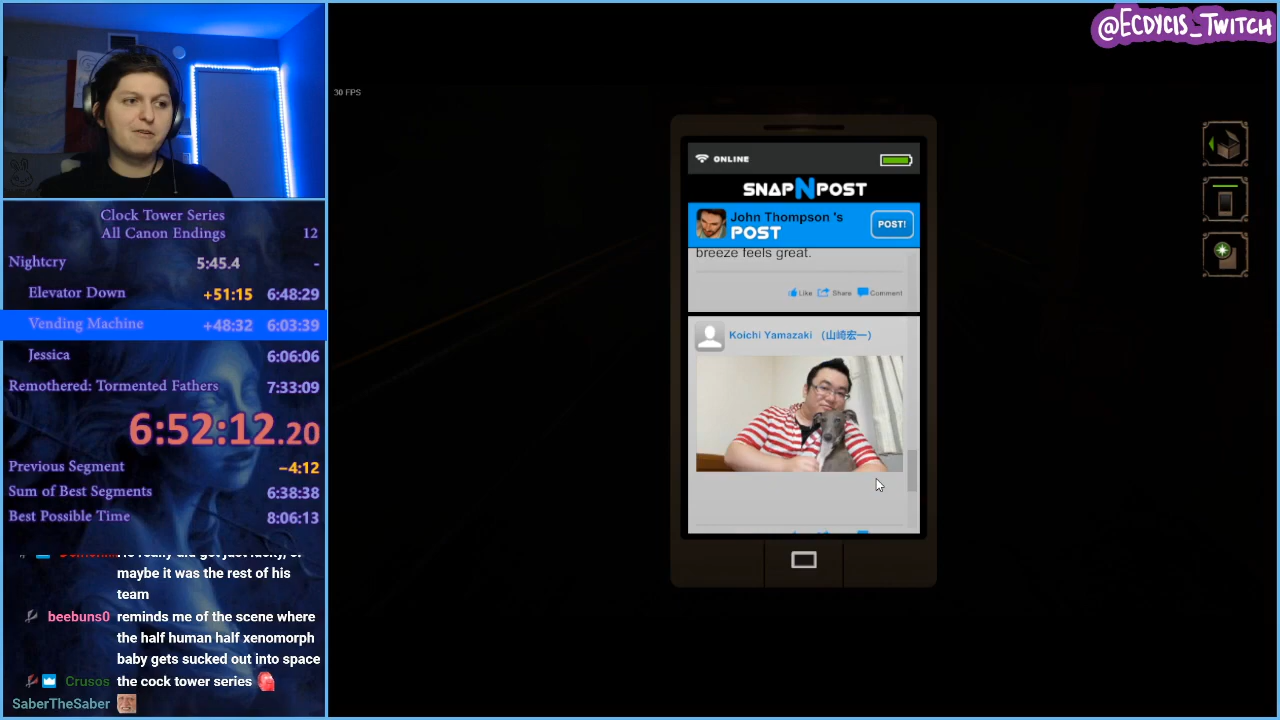 @Ecdycis_Twitch
30 FPS
ONLINE
SNAPNPOST
John Thompson 's
POST
POST!
breeze feels great.
Like Share Comment
Koichi Yamazaki （山崎宏一）
Clock Tower Series
All Canon Endings 12
Nightcry 5:45.4 -
Elevator Down +51:15 6:48:29
Vending Machine +48:32 6:03:39
Jessica 6:06:06
Remothered: Tormented Fathers 7:33:09
6:52:12.20
Previous Segment −4:12
Sum of Best Segments 6:38:38
Best Possible Time 8:06:13
maybe it was the rest of his
team
beebuns0 reminds me of the scene where
the half human half xenomorph
baby gets sucked out into space
Crusos the cock tower series
SaberTheSaber